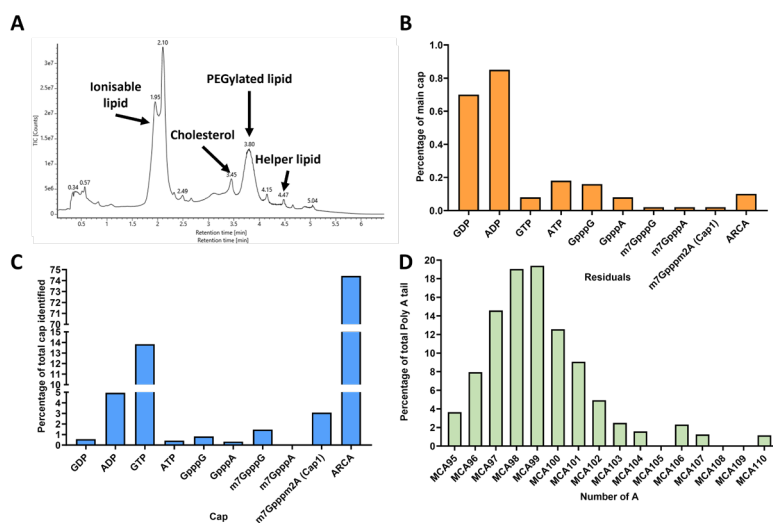 A
TIC [Counts]
3e7
2.5e7
2e7
1.5e7
1e7
5e6
0
0.34
0.57
1.95
2.10
2.49
3.45
3.80
4.15
4.47
5.04
Ionisable
lipid
Cholesterol
PEGylated lipid
Helper lipid
0.5 1 1.5 2 2.5 3 3.5 4 4.5 5 5.5 6
Retention time [min]
Retention time [min]
B
Percentage of main cap
1.0
0.8
0.6
0.4
0.2
0.0
GDP
ADP
GTP
ATP
GpppG
GpppA
m7GpppG
m7GpppA
m7Gpppm2A (Cap1)
ARCA
Residuals
C
Percentage of total cap identified
75
74
73
72
71
70
15
14
13
12
11
10
5
4
3
2
1
0
GDP
ADP
GTP
ATP
GpppG
GpppA
m7GpppG
m7GpppA
m7Gpppm2A (Cap1)
ARCA
Cap
D
Percentage of total Poly A tail
20
18
16
14
12
10
8
6
4
2
0
MCA95
MCA96
MCA97
MCA98
MCA99
MCA100
MCA101
MCA102
MCA103
MCA104
MCA105
MCA106
MCA107
MCA108
MCA109
MCA110
Number of A